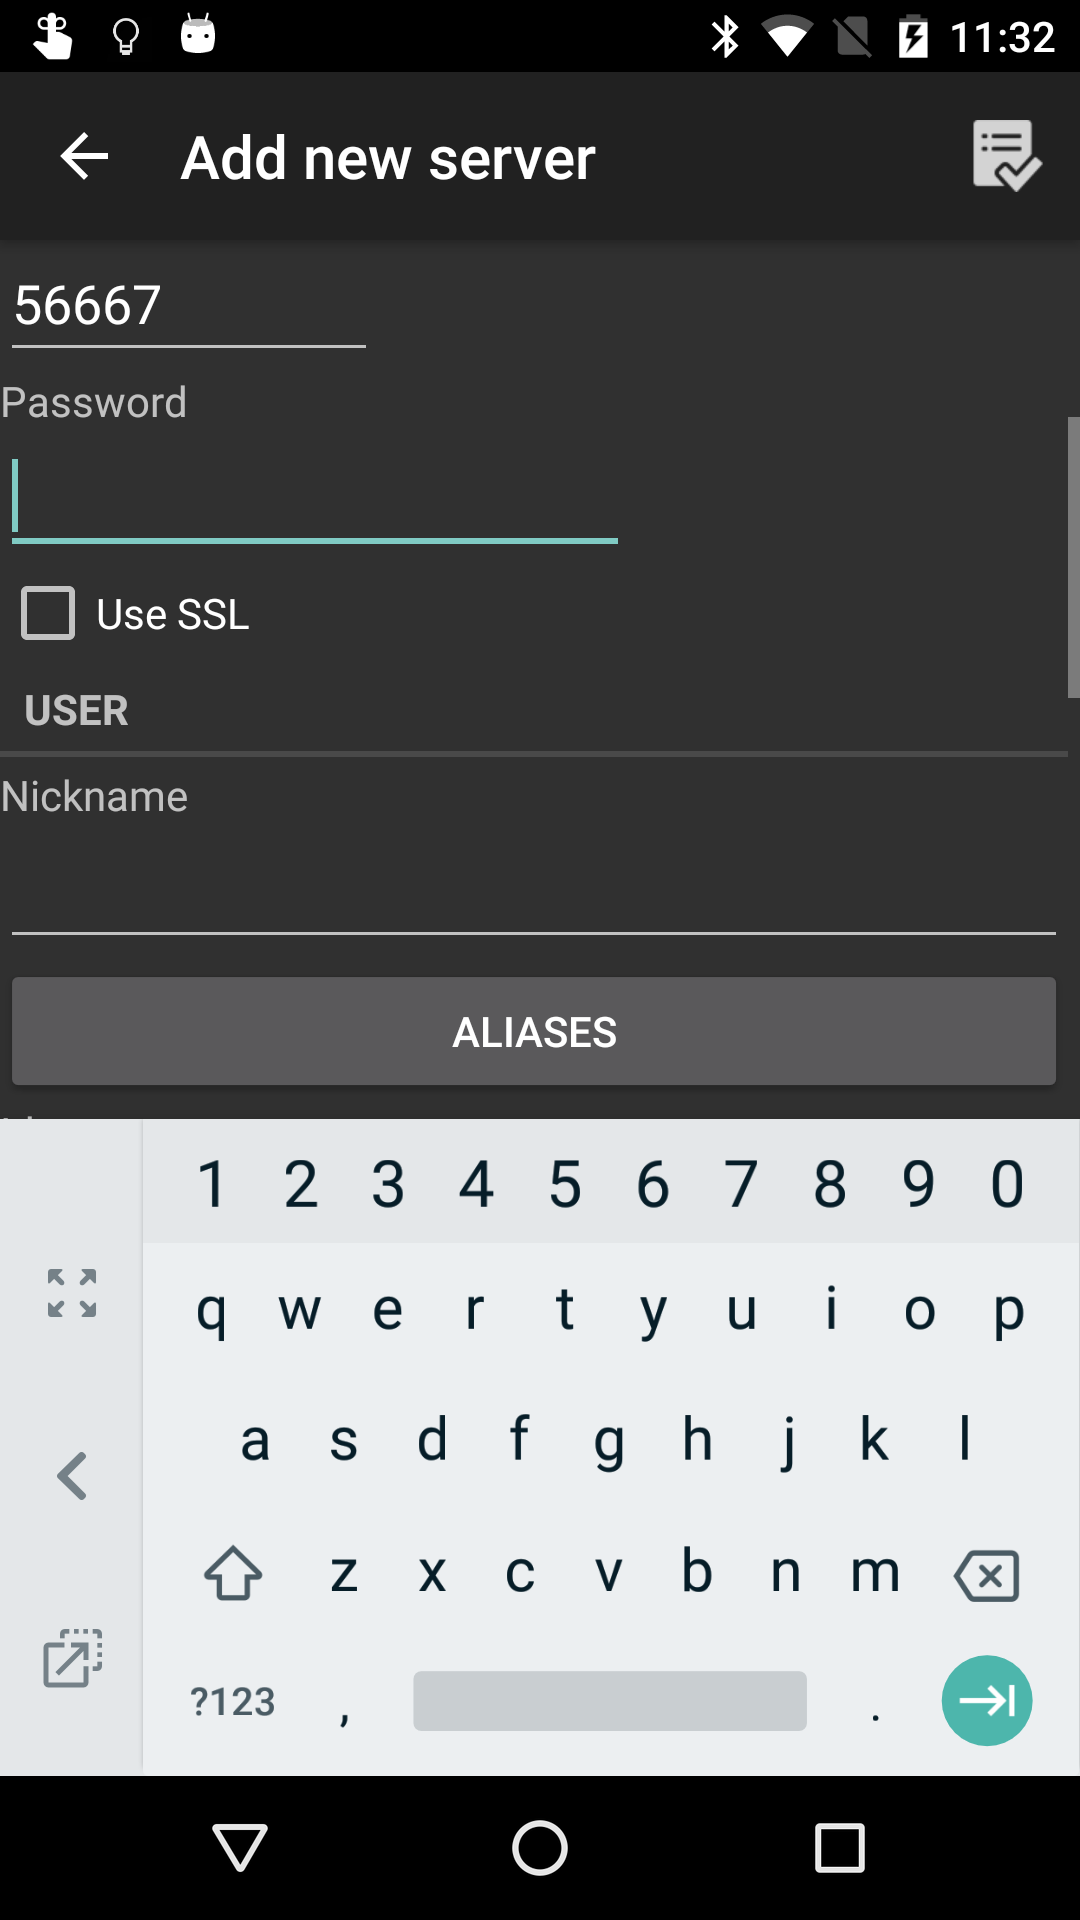 11:32
Add new server
56667
Password
Use SSL
USER
Nickname
ALIASES
1 2 3 4 5 6 7 8 9 0
q w e r t y u i o p
a s d f g h j k l
z x c v b n m
?123 , .